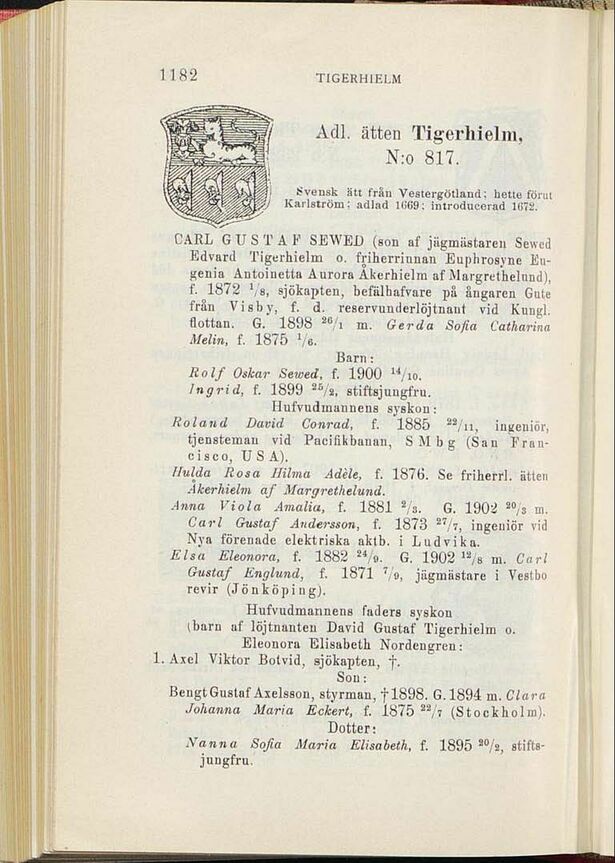 1182
TIGERHIELM
Adl. ätten Tigerhielm,
N:o 817.
Svensk ätt från Vestergötland; hette förut
Karlström; adlad 1669; introducerad 1672.
CARL GUSTAF SEWED (son af jägmästaren Sewed
Edvard Tigerhielm o. friherrinnan Euphrosyne Eu-
genia Antoinetta Aurora Åkerhielm af Margrethelund),
f. 1872 1/8, sjökapten, befälhafvare på ångaren Gute
från Visby, f. d. reservunderlöjtnant vid Kungl.
flottan. G. 1898 26/1 m. Gerda Sofia Catharina
Melin, f. 1875 1/6.
Barn:
Rolf Oskar Sewed, f. 1900 14/10.
Ingrid, f. 1899 25/2, stiftsjungfru.
Hufvudmannens syskon:
Roland David Conrad, f. 1885 22/11, ingeniör,
tjensteman vid Pacifikbanan, S M b g (San Fran-
cisco, U S A).
Hulda Rosa Hilma Adèle, f. 1876. Se friherrl. ätten
Åkerhielm af Margrethelund.
Anna Viola Amalia, f. 1881 2/3. G. 1902 20/3 m.
Carl Gustaf Andersson, f. 1873 27/7, ingeniör vid
Nya förenade elektriska aktb. i Ludvika.
Elsa Eleonora, f. 1882 24/9. G. 1902 12/8 m. Carl
Gustaf Englund, f. 1871 7/9, jägmästare i Vestbo
revir (Jönköping).
Hufvudmannens faders syskon
(barn af löjtnanten David Gustaf Tigerhielm o.
Eleonora Elisabeth Nordengren:
1. Axel Viktor Botvid, sjökapten, †.
Son:
Bengt Gustaf Axelsson, styrman, † 1898. G. 1894 m. Clara
Johanna Maria Eckert, f. 1875 22/7 (Stockholm).
Dotter:
Nanna Sofia Maria Elisabeth, f. 1895 20/2, stifts-
jungfru.